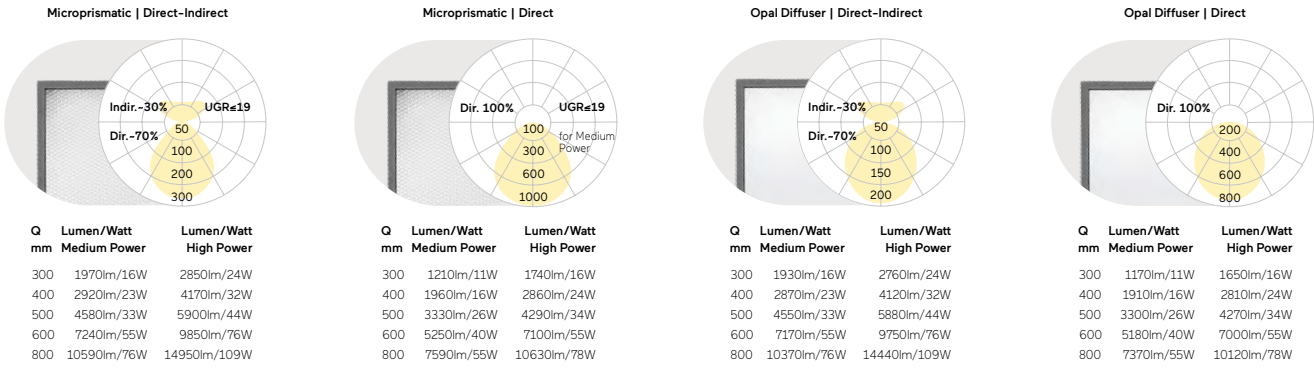 Microprismatic | Direct-Indirect
Indir.~30%
UGR≤19
Dir.~70%
50
100
200
300
Q Lumen/Watt Lumen/Watt
mm Medium Power High Power
300 1970lm/16W 2850lm/24W
400 2920lm/23W 4170lm/32W
500 4580lm/33W 5900lm/44W
600 7240lm/55W 9850lm/76W
800 10590lm/76W 14950lm/109W
Microprismatic | Direct
Dir. 100%
UGR≤19
for Medium
Power
100
300
600
1000
Q Lumen/Watt Lumen/Watt
mm Medium Power High Power
300 1210lm/11W 1740lm/16W
400 1960lm/16W 2860lm/24W
500 3330lm/26W 4290lm/34W
600 5250lm/40W 7100lm/55W
800 7590lm/55W 10630lm/78W
Opal Diffuser | Direct-Indirect
Indir.~30%
Dir.~70%
50
100
150
200
Q Lumen/Watt Lumen/Watt
mm Medium Power High Power
300 1930lm/16W 2760lm/24W
400 2870lm/23W 4120lm/32W
500 4550lm/33W 5880lm/44W
600 7170lm/55W 9750lm/76W
800 10370lm/76W 14440lm/109W
Opal Diffuser | Direct
Dir. 100%
200
400
600
800
Q Lumen/Watt Lumen/Watt
mm Medium Power High Power
300 1170lm/11W 1650lm/16W
400 1910lm/16W 2810lm/24W
500 3300lm/26W 4270lm/34W
600 5180lm/40W 7000lm/55W
800 7370lm/55W 10120lm/78W